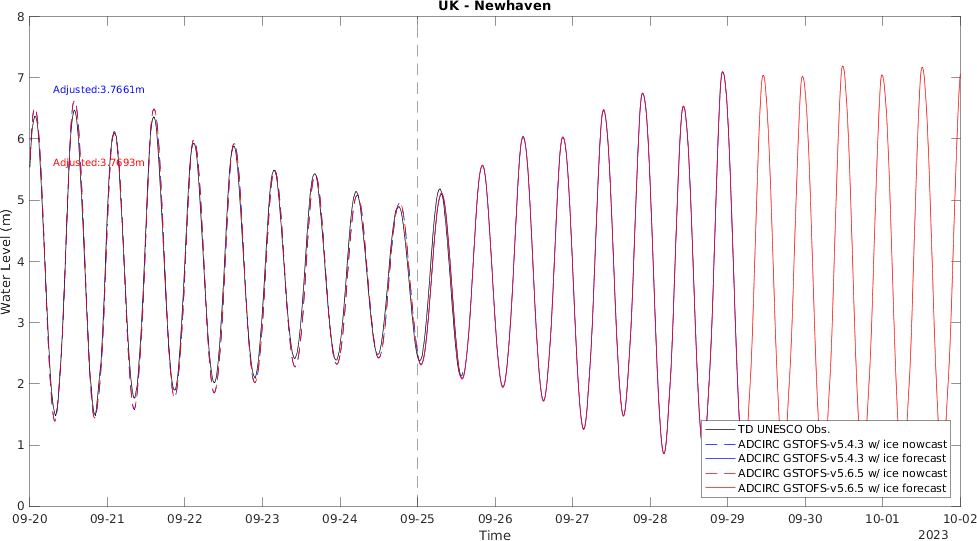 UK - Newhaven
8
7
6
5
4
3
2
1
0
Water Level (m)
Adjusted:3.7661m
Adjusted:3.7693m
TD UNESCO Obs.
ADCIRC GSTOFS-v5.4.3 w/ ice nowcast
ADCIRC GSTOFS-v5.4.3 w/ ice forecast
ADCIRC GSTOFS-v5.6.5 w/ ice nowcast
ADCIRC GSTOFS-v5.6.5 w/ ice forecast
09-20 09-21 09-22 09-23 09-24 09-25 09-26 09-27 09-28 09-29 09-30 10-01 10-02
Time
2023